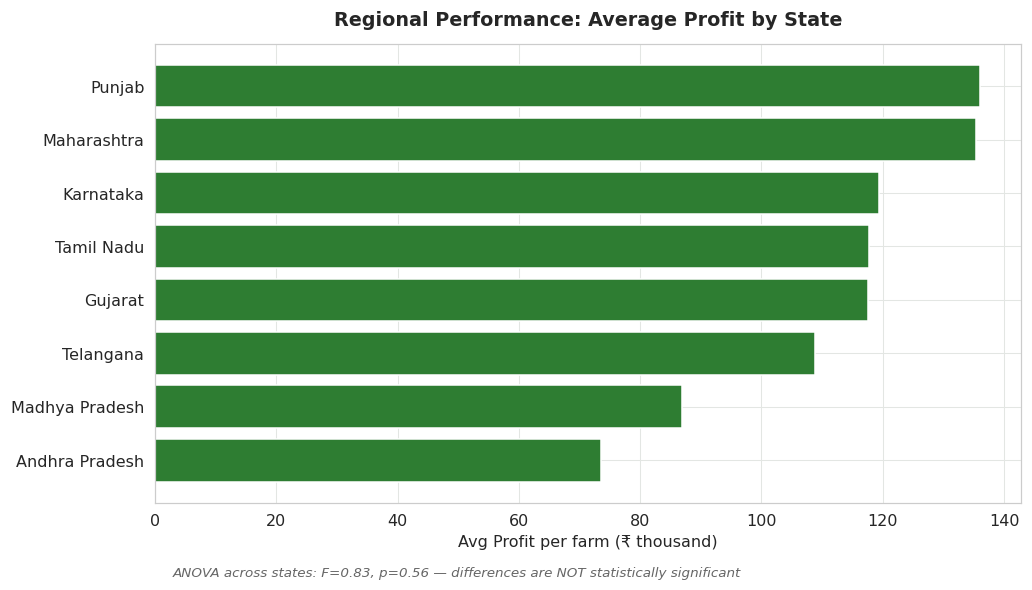 Regional Performance: Average Profit by State
Punjab
Maharashtra
Karnataka
Tamil Nadu
Gujarat
Telangana
Madhya Pradesh
Andhra Pradesh
0 20 40 60 80 100 120 140
Avg Profit per farm (₹ thousand)
ANOVA across states: F=0.83, p=0.56 — differences are NOT statistically significant